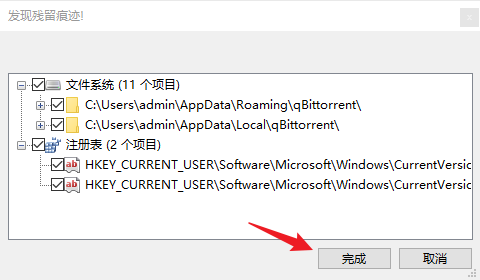 发现残留痕迹!
文件系统 (11 个项目)
C:\Users\admin\AppData\Roaming\qBittorrent\
C:\Users\admin\AppData\Local\qBittorrent\
注册表 (2 个项目)
HKEY_CURRENT_USER\Software\Microsoft\Windows\CurrentVersic
HKEY_CURRENT_USER\Software\Microsoft\Windows\CurrentVersic
完成 取消